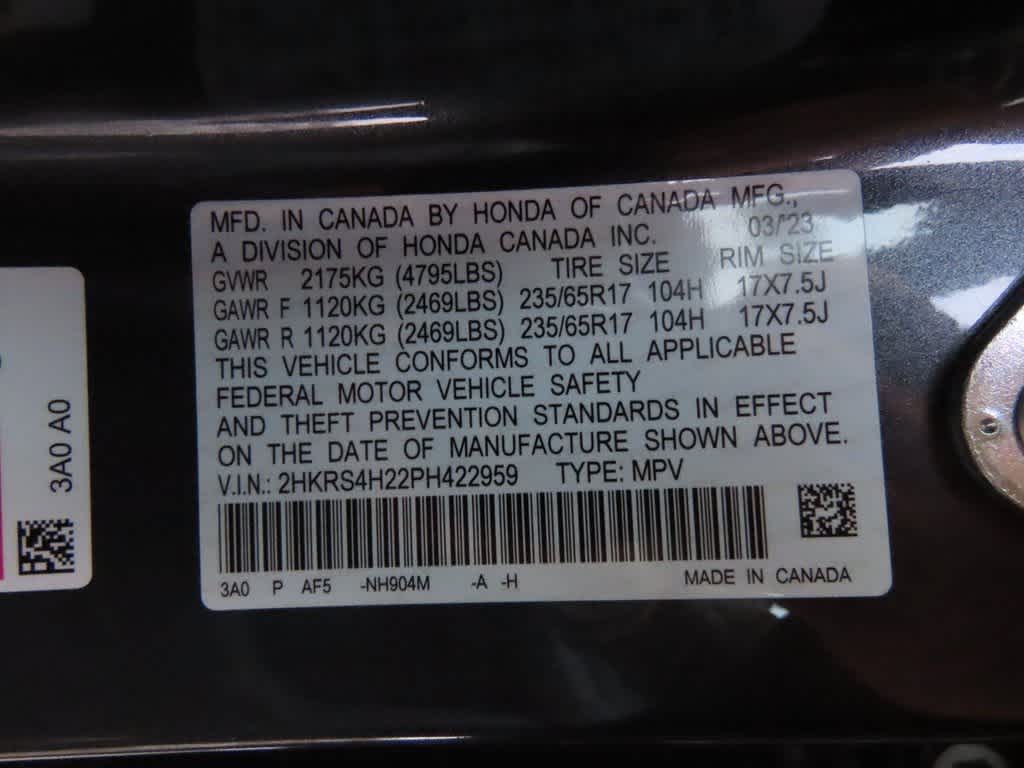 MFD. IN CANADA BY HONDA OF CANADA MFG.,
A DIVISION OF HONDA CANADA INC. 03/'23
GVWR 2175KG (4795LBS) TIRE SIZE RIM SIZE
GAWR F 1120KG (2469LBS) 235/65R17 104H 17X7.5J
GAWR R 1120KG (2469LBS) 235/65R17 104H 17X7.5J
THIS VEHICLE CONFORMS TO ALL APPLICABLE
FEDERAL MOTOR VEHICLE SAFETY
AND THEFT PREVENTION STANDARDS IN EFFECT
ON THE DATE OF MANUFACTURE SHOWN ABOVE.
V.I.N.: 2HKRS4H22PH422959 TYPE: MPV
3A0 P AF5 -NH904M -A -H MADE IN CANADA
3A0 A0